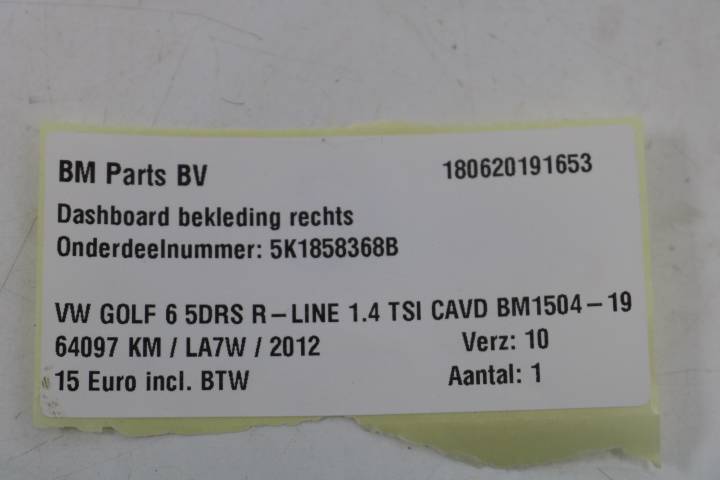 BM Parts BV 180620191653
Dashboard bekleding rechts
Onderdeelnummer: 5K1858368B
VW GOLF 6 5DRS R-LINE 1.4 TSI CAVD BM1504-19
64097 KM / LA7W / 2012 Verz: 10
15 Euro incl. BTW Aantal: 1